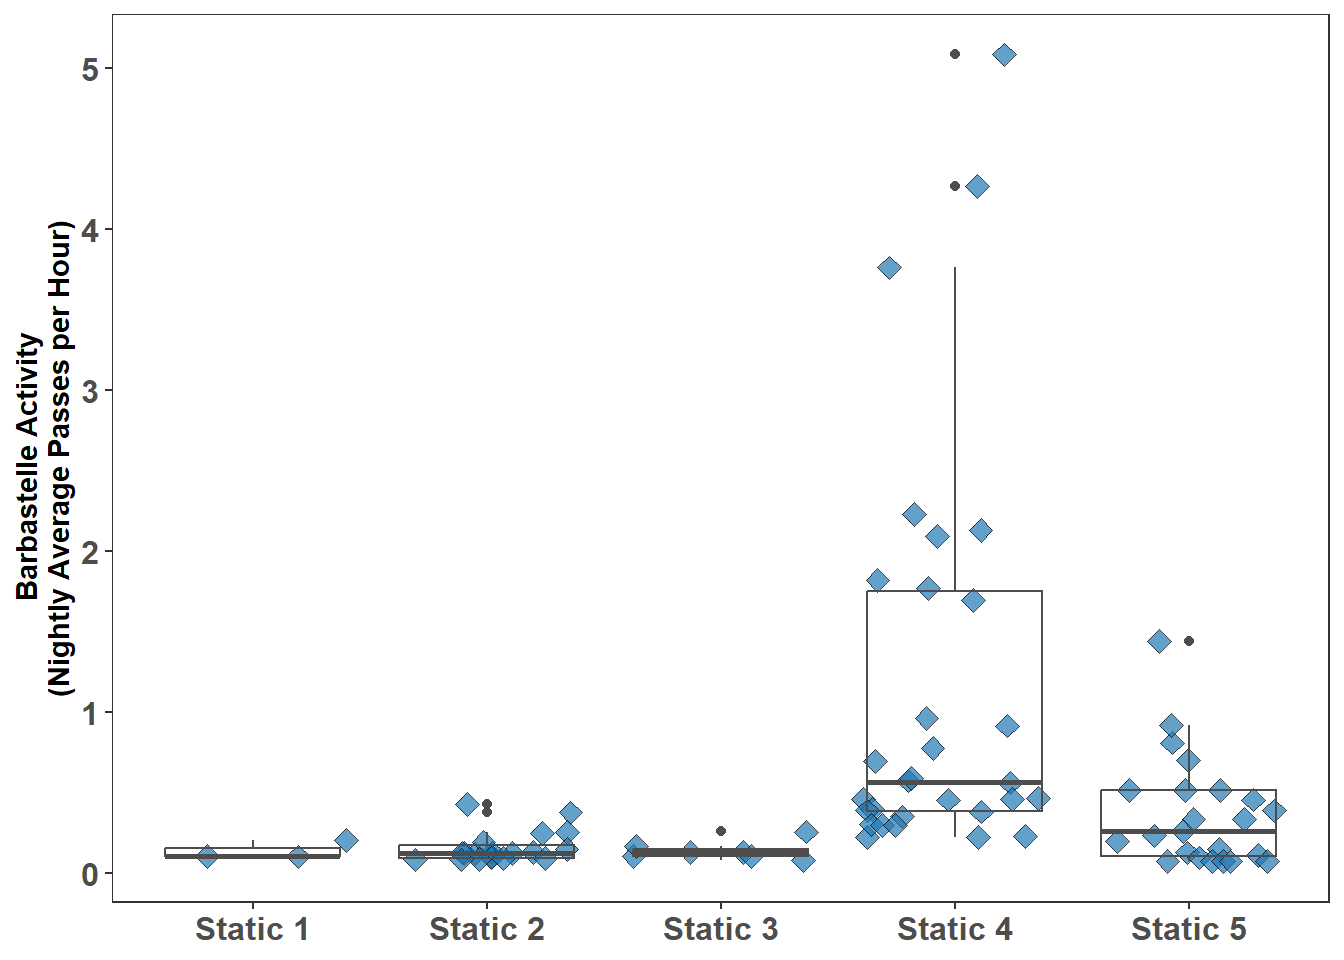 Barbastelle Activity
(Nightly Average Passes per Hour)
5
4
3
2
1
0
Static 1
Static 2
Static 3
Static 4
Static 5